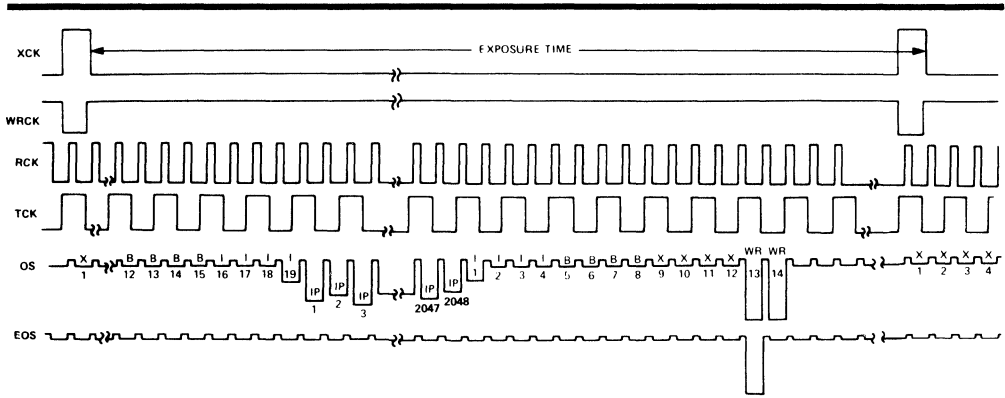 XCK
EXPOSURE TIME
WRCK
RCK
TCK
OS
X B B B B I I I I
1 12 13 14 15 16 17 18 19
IP IP IP
1 2 3
IP IP
2047 2048
I I I I B B B B X X X X WR WR
1 2 3 4 5 6 7 8 9 10 11 12 13 14
X X X X
1 2 3 4
EOS